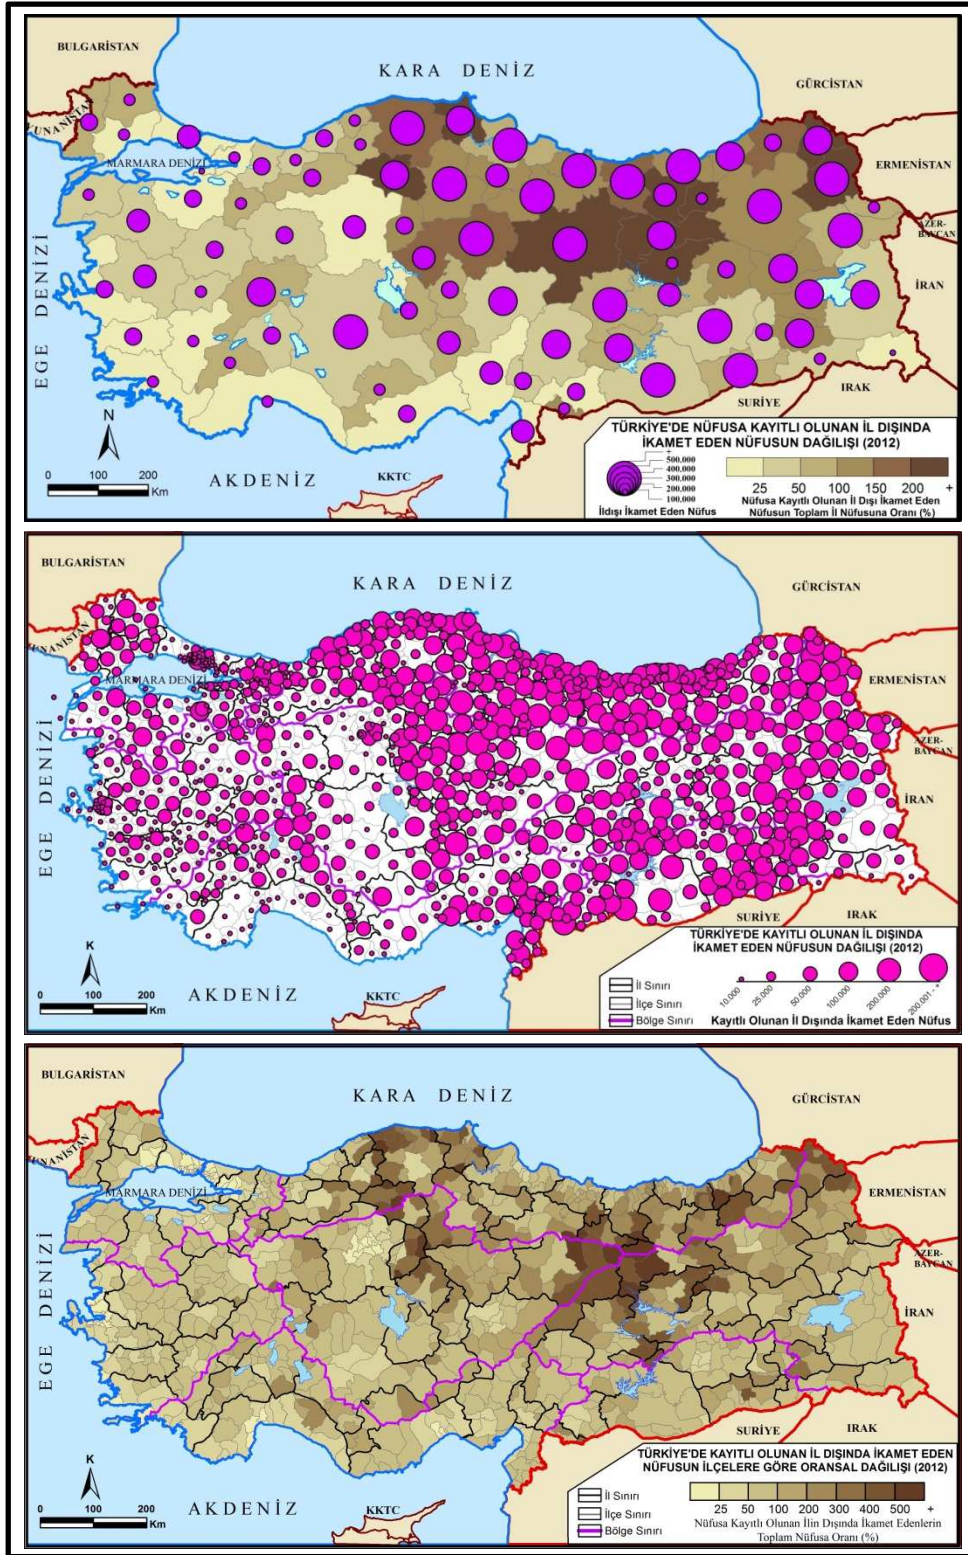 BULGARİSTAN
KARA DENİZ
GÜRCİSTAN
YUNANİSTAN
MARMARA DENİZİ
ERMENİSTAN
AZER-
BAYCAN
İRAN
EGE DENİZİ
N
SURİYE
IRAK
0 100 200
Km
AKDENİZ
KKTC
TÜRKİYE'DE NÜFUSA KAYITLI OLUNAN İL DIŞINDA
İKAMET EDEN NÜFUSUN DAĞILIŞI (2012)
+
500,000
400,000
300,000
200,000
100,000
İldışı İkamet Eden Nüfus
25 50 100 150 200 +
Nüfusa Kayıtlı Olunan İl Dışı İkamet Eden
Nüfusun Toplam İl Nüfusuna Oranı (%)
BULGARİSTAN
KARA DENİZ
GÜRCİSTAN
UNANİSTAN
MARMARA DENİZİ
ERMENİSTAN
AZER-
BAYCAN
İRAN
EGE DENİZİ
SURİYE
IRAK
K
0 100 200
Km
AKDENİZ
KKTC
TÜRKİYE'DE KAYITLI OLUNAN İL DIŞINDA
İKAMET EDEN NÜFUSUN DAĞILIŞI (2012)
İl Sınırı
İlçe Sınırı
Bölge Sınırı
10.000 25.000 50.000 100.000 200.000 200.001 - +
Kayıtlı Olunan İl Dışında İkamet Eden Nüfus
BULGARİSTAN
KARA DENİZ
GÜRCİSTAN
UNANİSTAN
MARMARA DENİZİ
ERMENİSTAN
AZER-
BAYCAN
İRAN
EGE DENİZİ
SURİYE
IRAK
K
0 100 200
Km
AKDENİZ
KKTC
TÜRKİYE'DE KAYITLI OLUNAN İL DIŞINDA İKAMET EDEN
NÜFUSUN İLÇELERE GÖRE ORANSAL DAĞILIŞI (2012)
İl Sınırı
İlçe Sınırı
Bölge Sınırı
25 50 100 200 300 400 500 +
Nüfusa Kayıtlı Olunan İlin Dışında İkamet Edenlerin
Toplam Nüfusa Oranı (%)